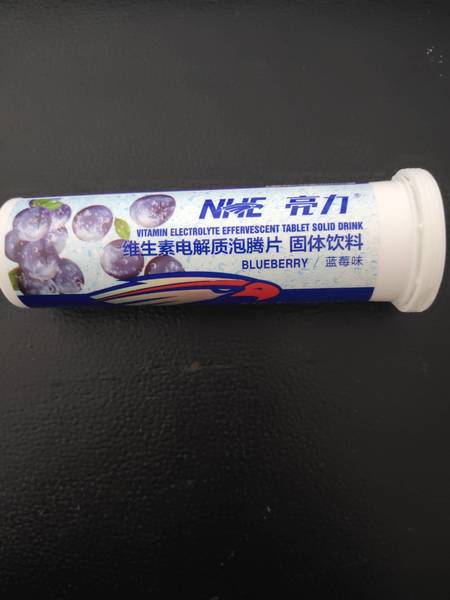 NHE 亮力®
VITAMIN ELECTROLYTE EFFERVESCENT TABLET SOLID DRINK
维生素电解质泡腾片 固体饮料
BLUEBERRY / 蓝莓味